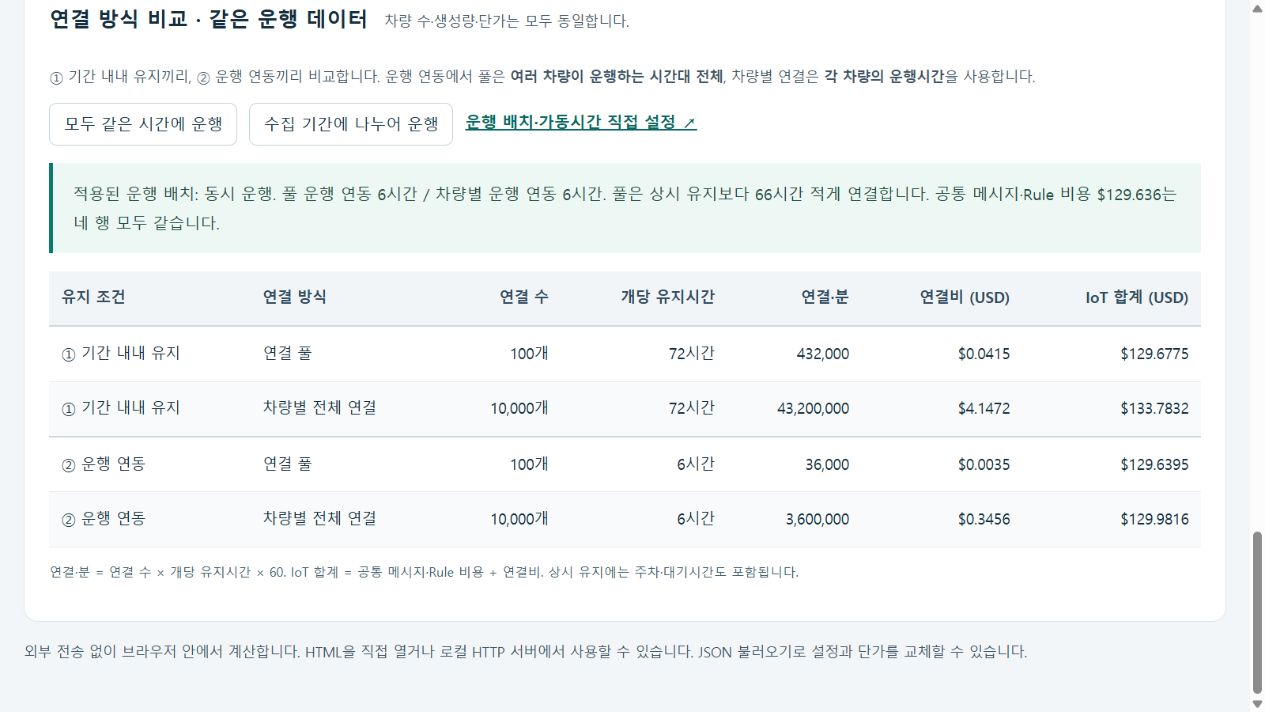 연결 방식 비교 · 같은 운행 데이터 차량 수·생성량·단가는 모두 동일합니다.
① 기간 내내 유지끼리, ② 운행 연동끼리 비교합니다. 운행 연동에서 풀은 여러 차량이 운행하는 시간대 전체, 차량별 연결은 각 차량의 운행시간을 사용합니다.
모두 같은 시간에 운행 수집 기간에 나누어 운행 운행 배치·가동시간 직접 설정 ↗
적용된 운행 배치: 동시 운행. 풀 운행 연동 6시간 / 차량별 운행 연동 6시간. 풀은 상시 유지보다 66시간 적게 연결합니다. 공통 메시지·Rule 비용 $129.636는
네 행 모두 같습니다.
유지 조건 연결 방식 연결 수 개당 유지시간 연결·분 연결비 (USD) IoT 합계 (USD)
① 기간 내내 유지 연결 풀 100개 72시간 432,000 $0.0415 $129.6775
① 기간 내내 유지 차량별 전체 연결 10,000개 72시간 43,200,000 $4.1472 $133.7832
② 운행 연동 연결 풀 100개 6시간 36,000 $0.0035 $129.6395
② 운행 연동 차량별 전체 연결 10,000개 6시간 3,600,000 $0.3456 $129.9816
연결·분 = 연결 수 × 개당 유지시간 × 60. IoT 합계 = 공통 메시지·Rule 비용 + 연결비. 상시 유지에는 주차·대기시간도 포함됩니다.
외부 전송 없이 브라우저 안에서 계산합니다. HTML을 직접 열거나 로컬 HTTP 서버에서 사용할 수 있습니다. JSON 불러오기로 설정과 단가를 교체할 수 있습니다.